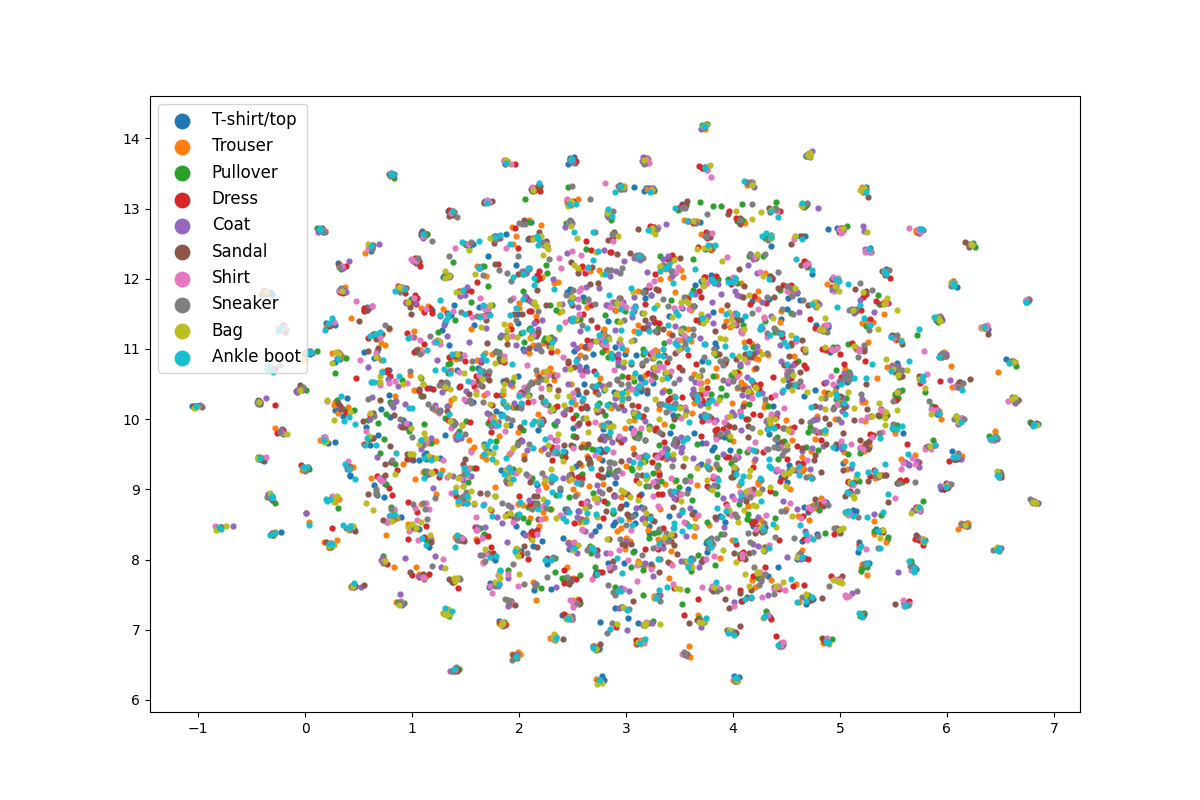 T-shirt/top
Trouser
Pullover
Dress
Coat
Sandal
Shirt
Sneaker
Bag
Ankle boot
14
13
12
11
10
9
8
7
6
−1 0 1 2 3 4 5 6 7